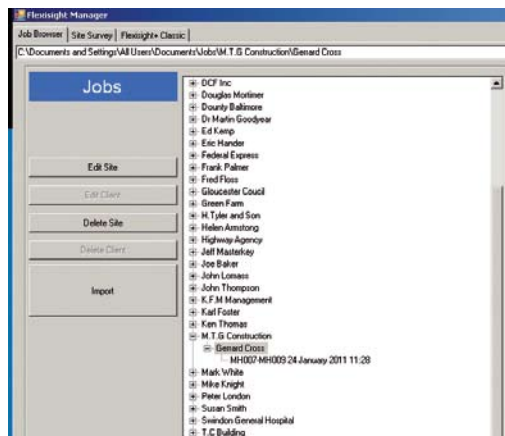 Flexisight Manager
Job Browser Site Survey Flexisight+ Classic
C:\Documents and Settings\All Users\Documents\Jobs\M.T.G Construction\Gerrard Cross
Jobs
Edit Site
Edit Client
Delete Site
Delete Client
Import
DCF Inc
Douglas Mortimer
Dounty Baltimore
Dr Martin Goodyear
Ed Kemp
Eric Hander
Federal Express
Frank Palmer
Fred Floss
Gloucester Coucil
Green Farm
H.Tyler and Son
Helen Armstong
Highway Agency
Jeff Masterkey
Joe Baker
John Lomass
John Thompson
K.F.M Management
Karl Foster
Ken Thomas
M.T.G Construction
Gerrard Cross
MH007-MH009 24 January 2011 11:28
Mark White
Mike Knight
Peter London
Susan Smith
Swindon General Hospital
T.C Building